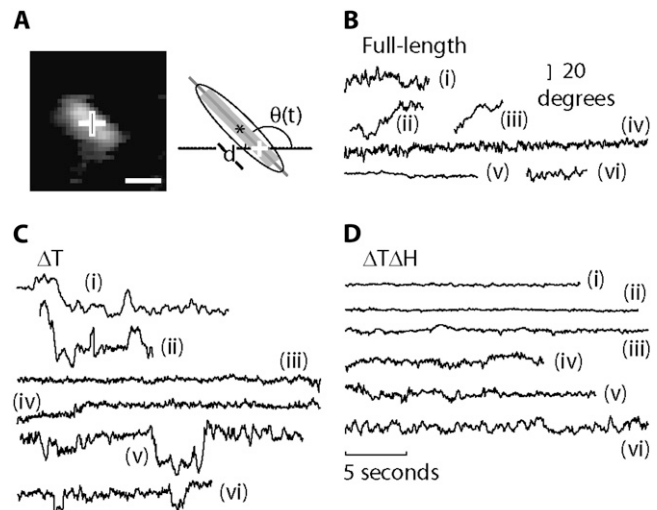 A
θ(t)
*
d
B
Full-length
(i)
] 20
degrees
(ii)
(iii)
(iv)
(v)
(vi)
C
ΔT
(i)
(ii)
(iii)
(iv)
(v)
(vi)
D
ΔTΔH
(i)
(ii)
(iii)
(iv)
(v)
(vi)
5 seconds